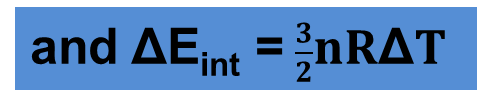 and ΔE_int = 3/2 nRΔT